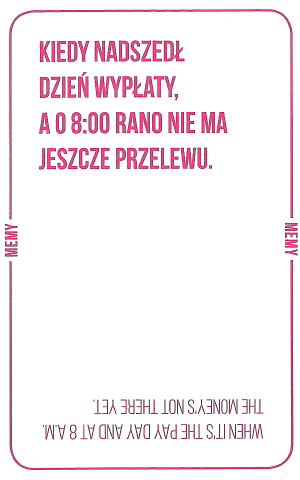 KIEDY NADSZEDŁ
DZIEŃ WYPŁATY,
A O 8:00 RANO NIE MA
JESZCZE PRZELEWU.
MEMY
MEMY
WHEN IT'S THE PAY DAY AND AT 8 A.M.
THE MONEY'S NOT THERE YET.